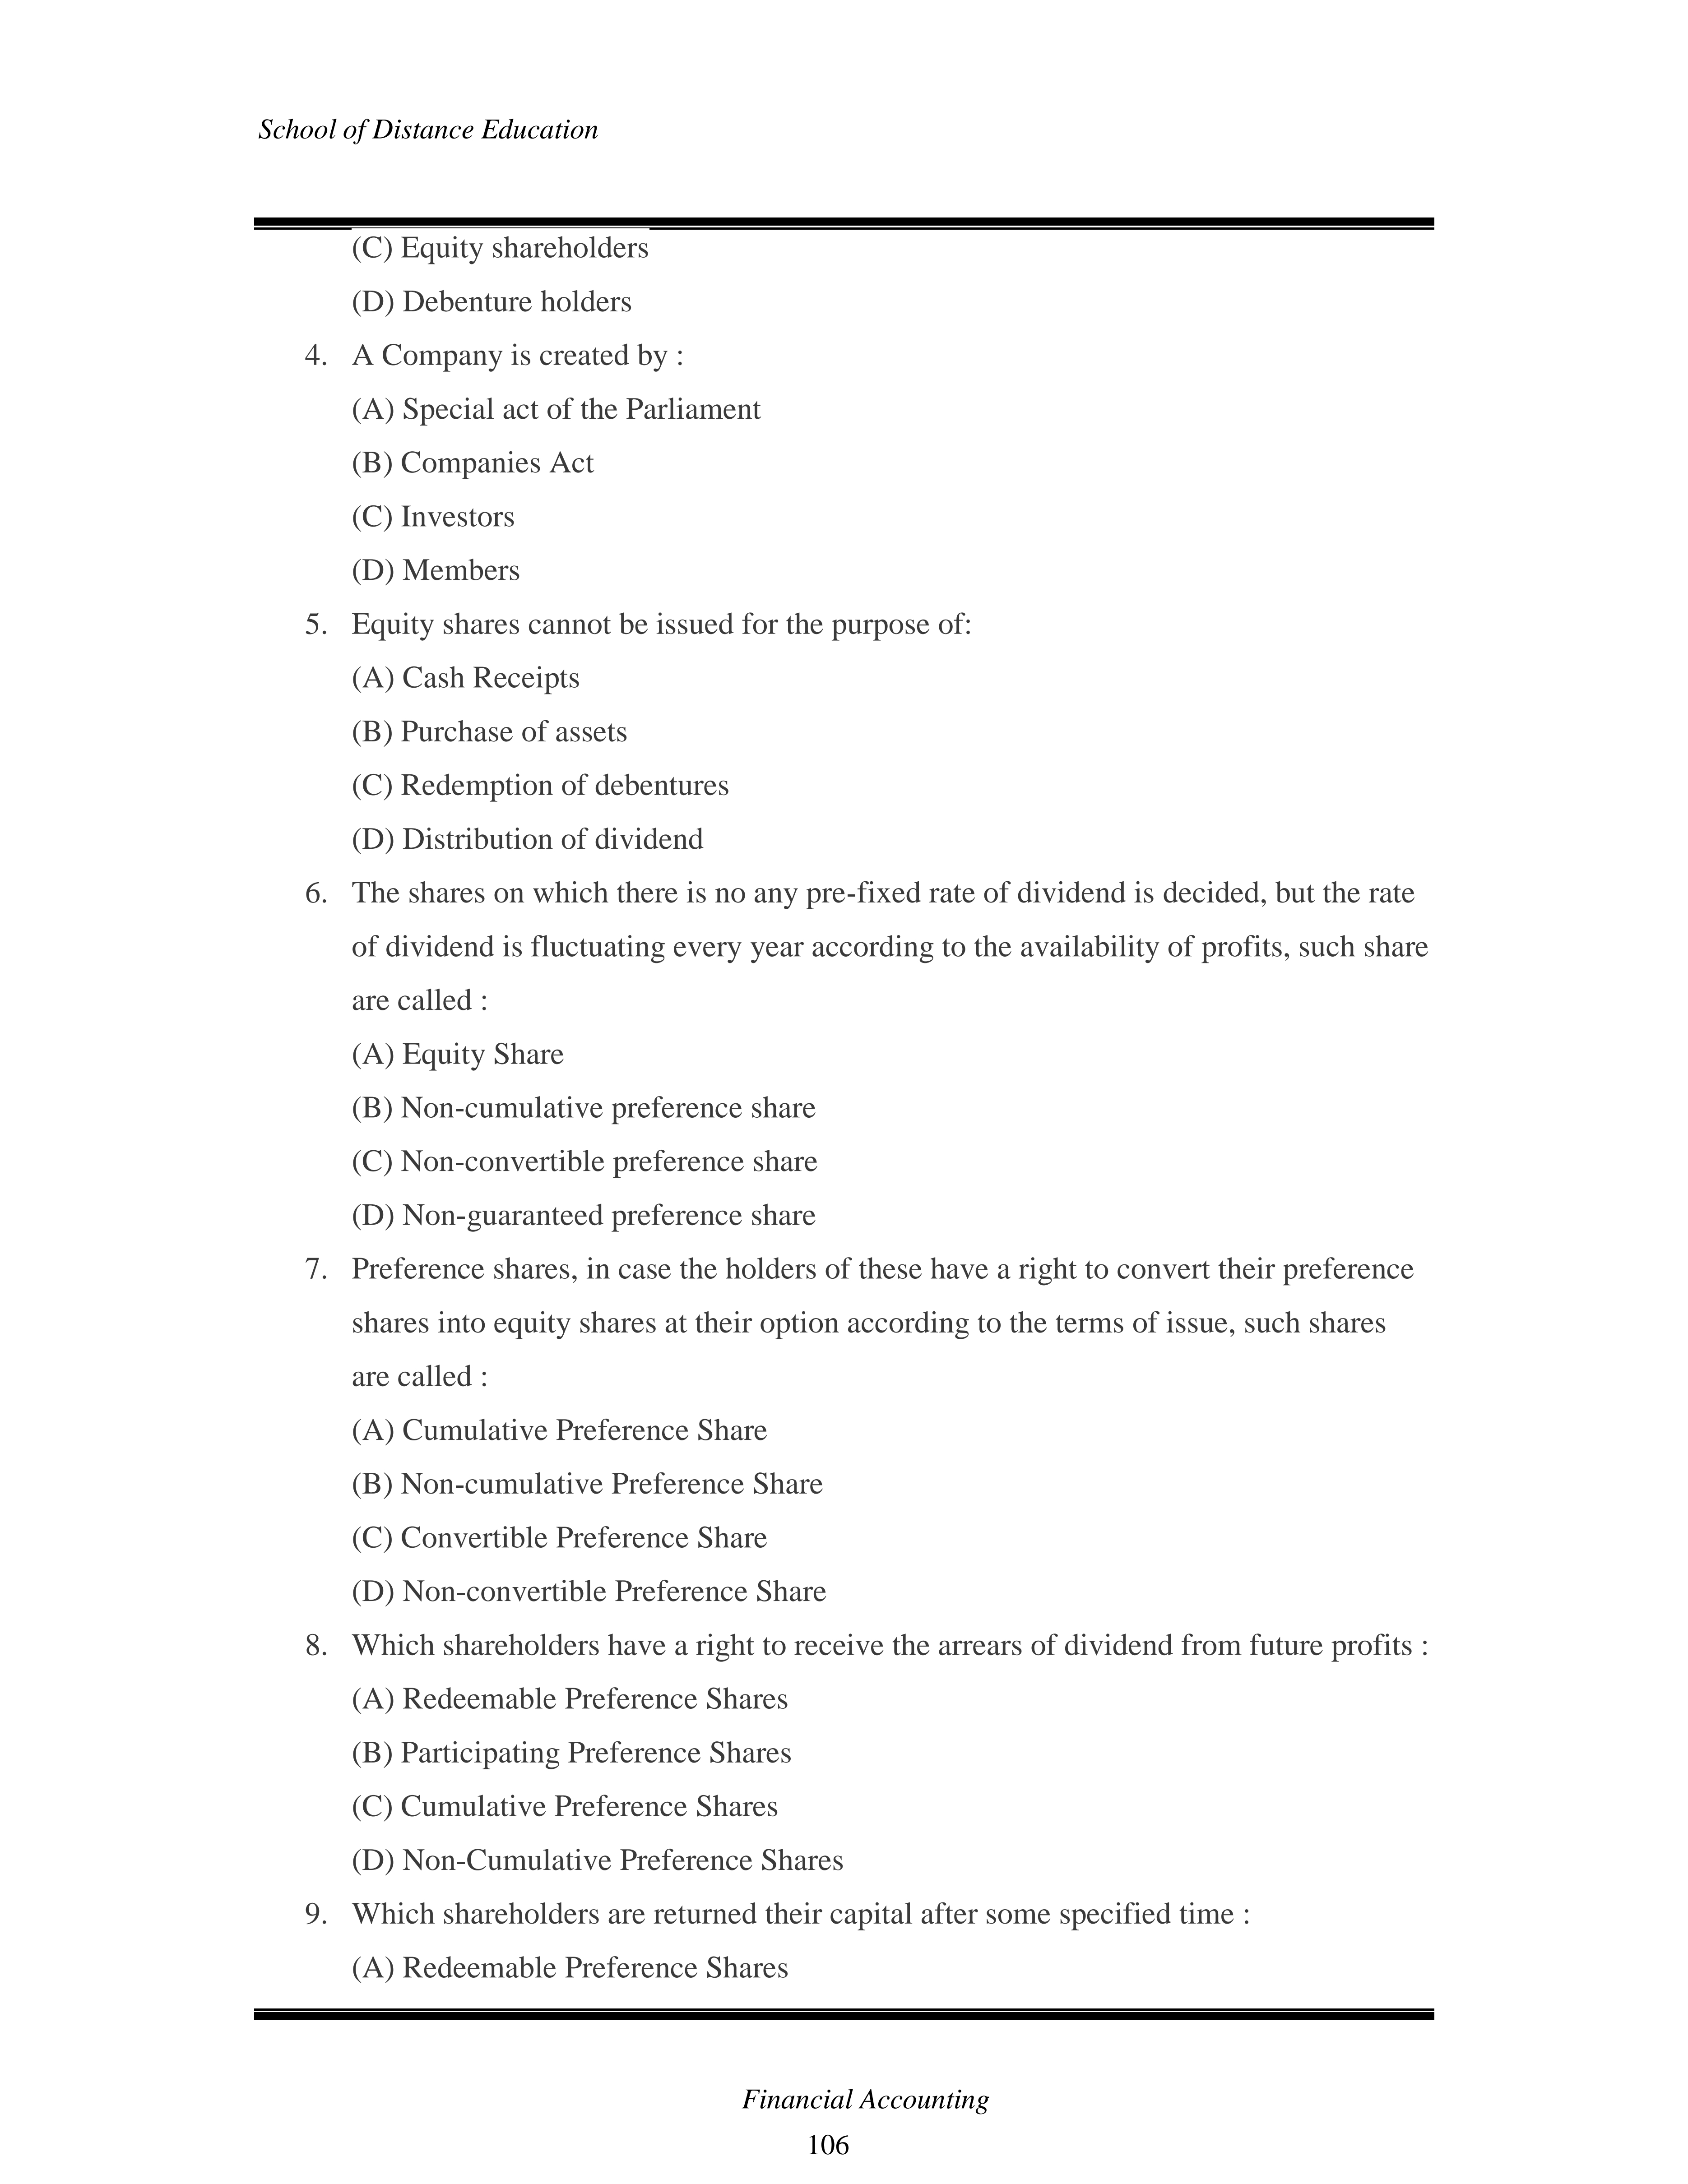 School of Distance Education
(C) Equity shareholders
(D) Debenture holders
4. A Company is created by :
(A) Special act of the Parliament
(B) Companies Act
(C) Investors
(D) Members
5. Equity shares cannot be issued for the purpose of:
(A) Cash Receipts
(B) Purchase of assets
(C) Redemption of debentures
(D) Distribution of dividend
6. The shares on which there is no any pre-fixed rate of dividend is decided, but the rate
of dividend is fluctuating every year according to the availability of profits, such share
are called :
(A) Equity Share
(B) Non-cumulative preference share
(C) Non-convertible preference share
(D) Non-guaranteed preference share
7. Preference shares, in case the holders of these have a right to convert their preference
shares into equity shares at their option according to the terms of issue, such shares
are called :
(A) Cumulative Preference Share
(B) Non-cumulative Preference Share
(C) Convertible Preference Share
(D) Non-convertible Preference Share
8. Which shareholders have a right to receive the arrears of dividend from future profits :
(A) Redeemable Preference Shares
(B) Participating Preference Shares
(C) Cumulative Preference Shares
(D) Non-Cumulative Preference Shares
9. Which shareholders are returned their capital after some specified time :
(A) Redeemable Preference Shares
Financial Accounting
106